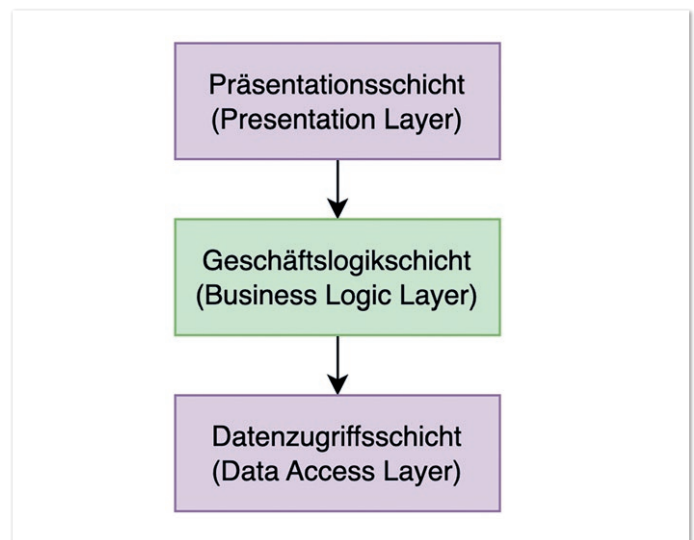 Präsentationsschicht
(Presentation Layer)
Geschäftslogikschicht
(Business Logic Layer)
Datenzugriffsschicht
(Data Access Layer)